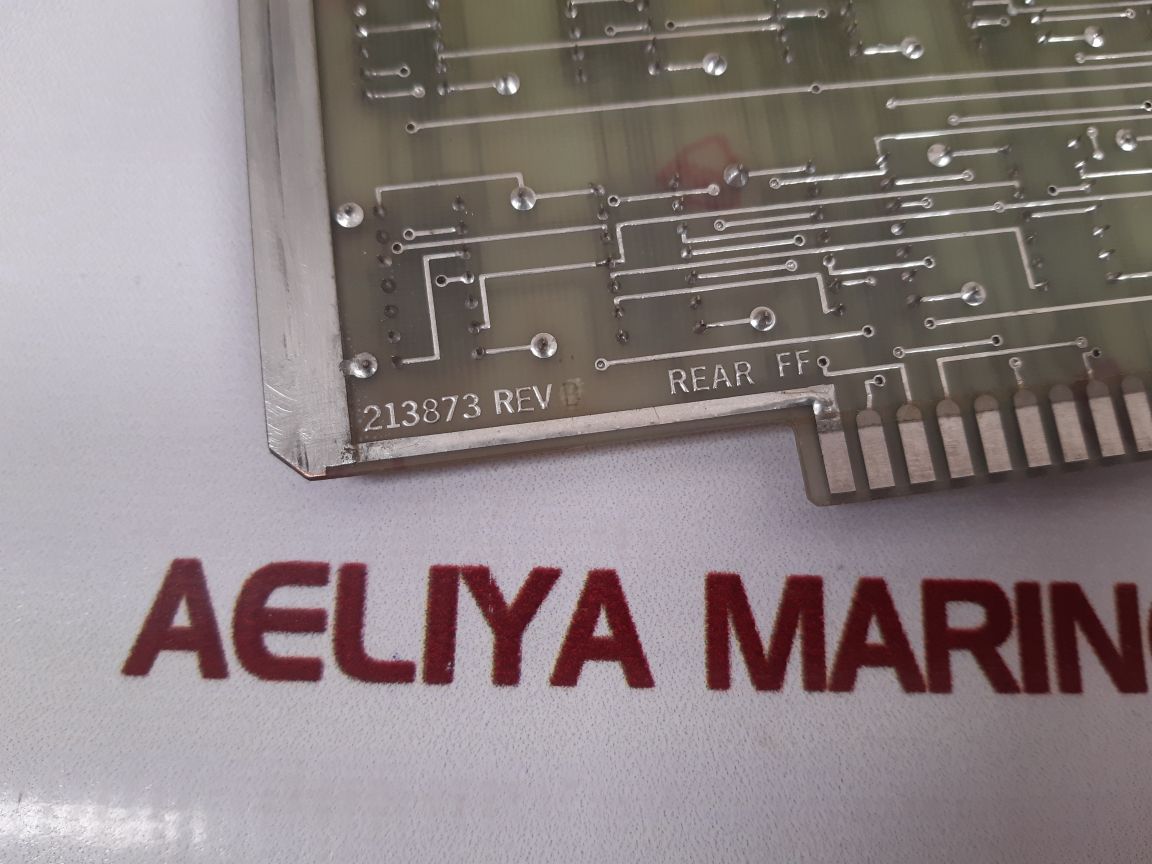 213873 REV REAR FF
AELIYA MARIN